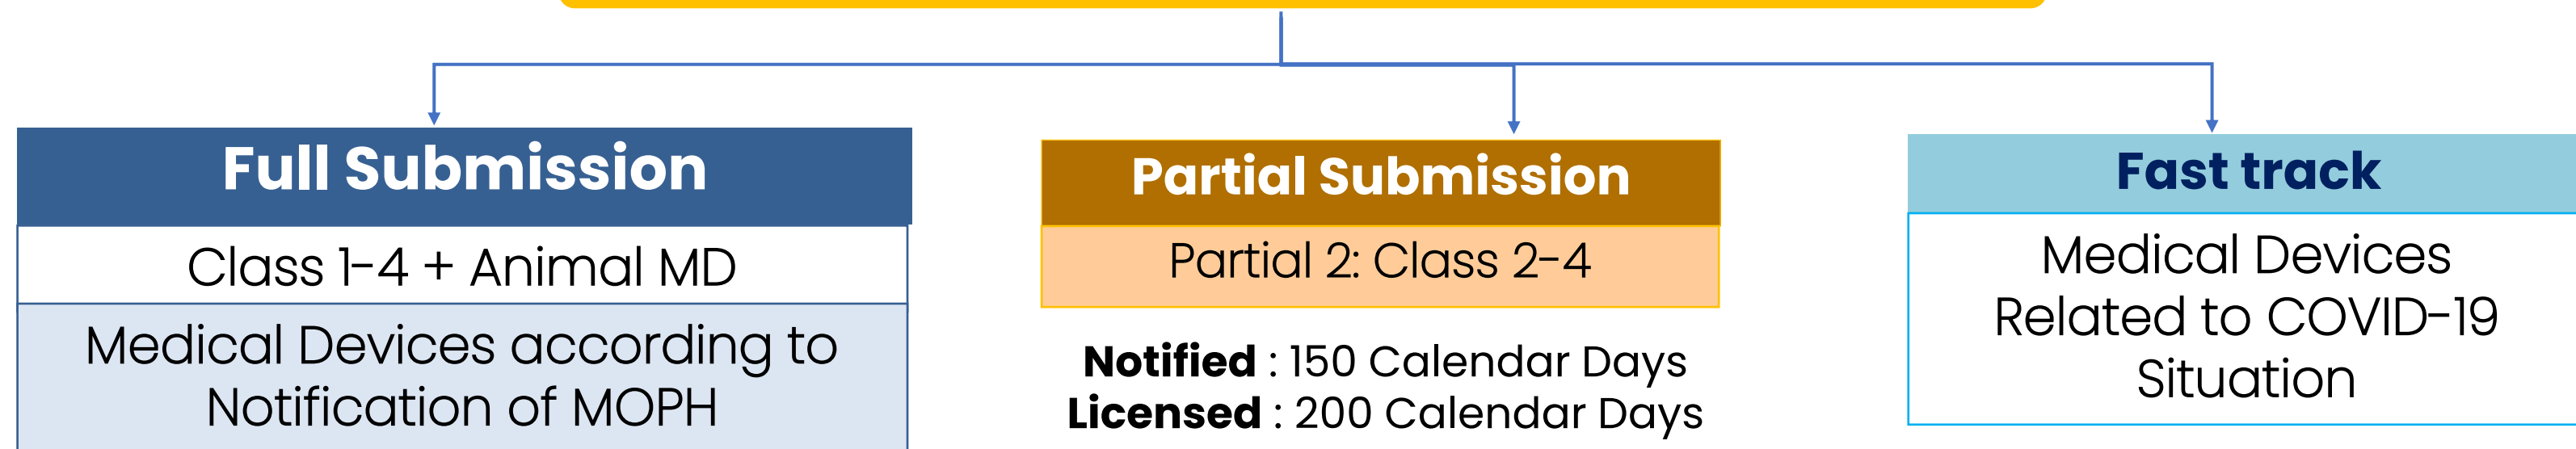 Full Submission
Class 1-4 + Animal MD
Medical Devices according to
Notification of MOPH
Partial Submission
Partial 2: Class 2-4
Notified : 150 Calendar Days
Licensed : 200 Calendar Days
Fast track
Medical Devices
Related to COVID-19
Situation